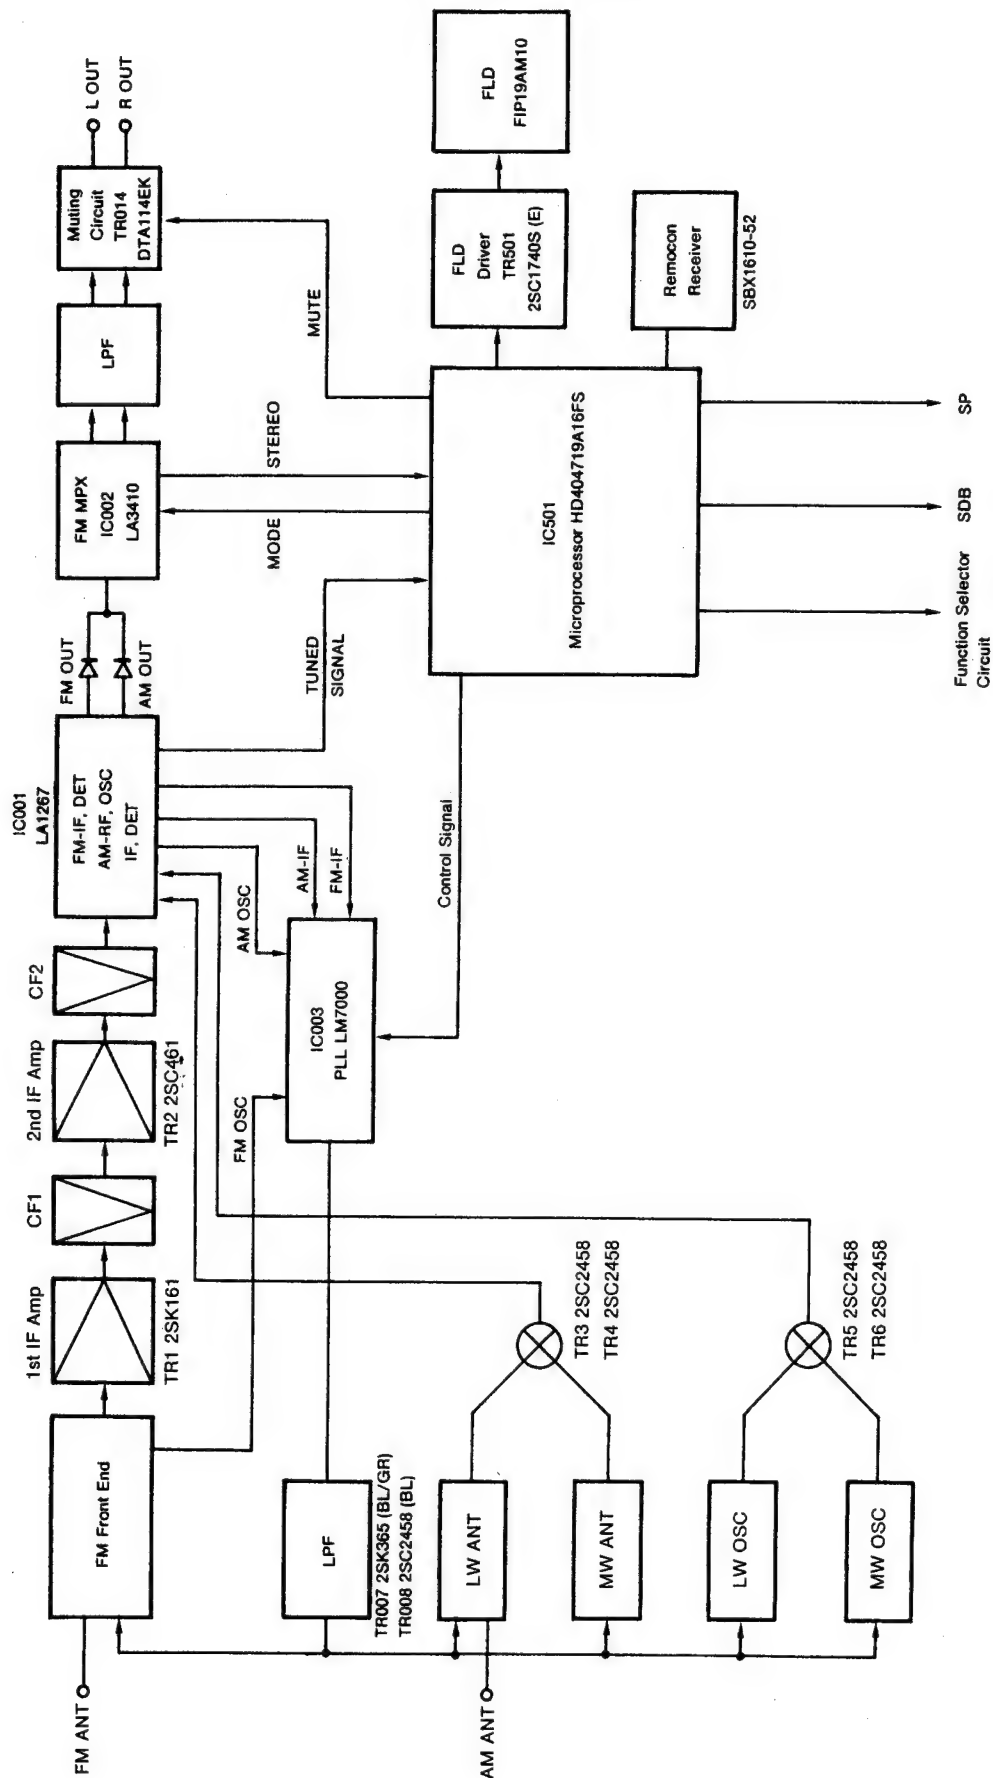 FM ANT
FM Front End
1st IF Amp
TR1 2SK161
CF1
2nd IF Amp
TR2 2SC461
CF2
IC001
LA1267
FM-IF, DET
AM-RF, OSC
IF, DET
FM OUT
AM OUT
FM MPX
IC002
LA3410
LPF
Muting
Circuit
TR014
DTA114EK
L OUT
R OUT
FM OSC
AM OSC
AM-IF
FM-IF
TUNED
SIGNAL
MODE
STEREO
MUTE
IC003
PLL LM7000
Control Signal
LPF
TR007 2SK365 (BL/GR)
TR008 2SC2458 (BL)
AM ANT
LW ANT
MW ANT
TR3 2SC2458
TR4 2SC2458
LW OSC
MW OSC
TR5 2SC2458
TR6 2SC2458
IC501
Microprocessor HD404719A16FS
FLD
Driver
TR501
2SC1740S (E)
FLD
FIP19AM10
Remocon
Receiver
SBX1610-52
Function Selector
Circuit
SDB
SP